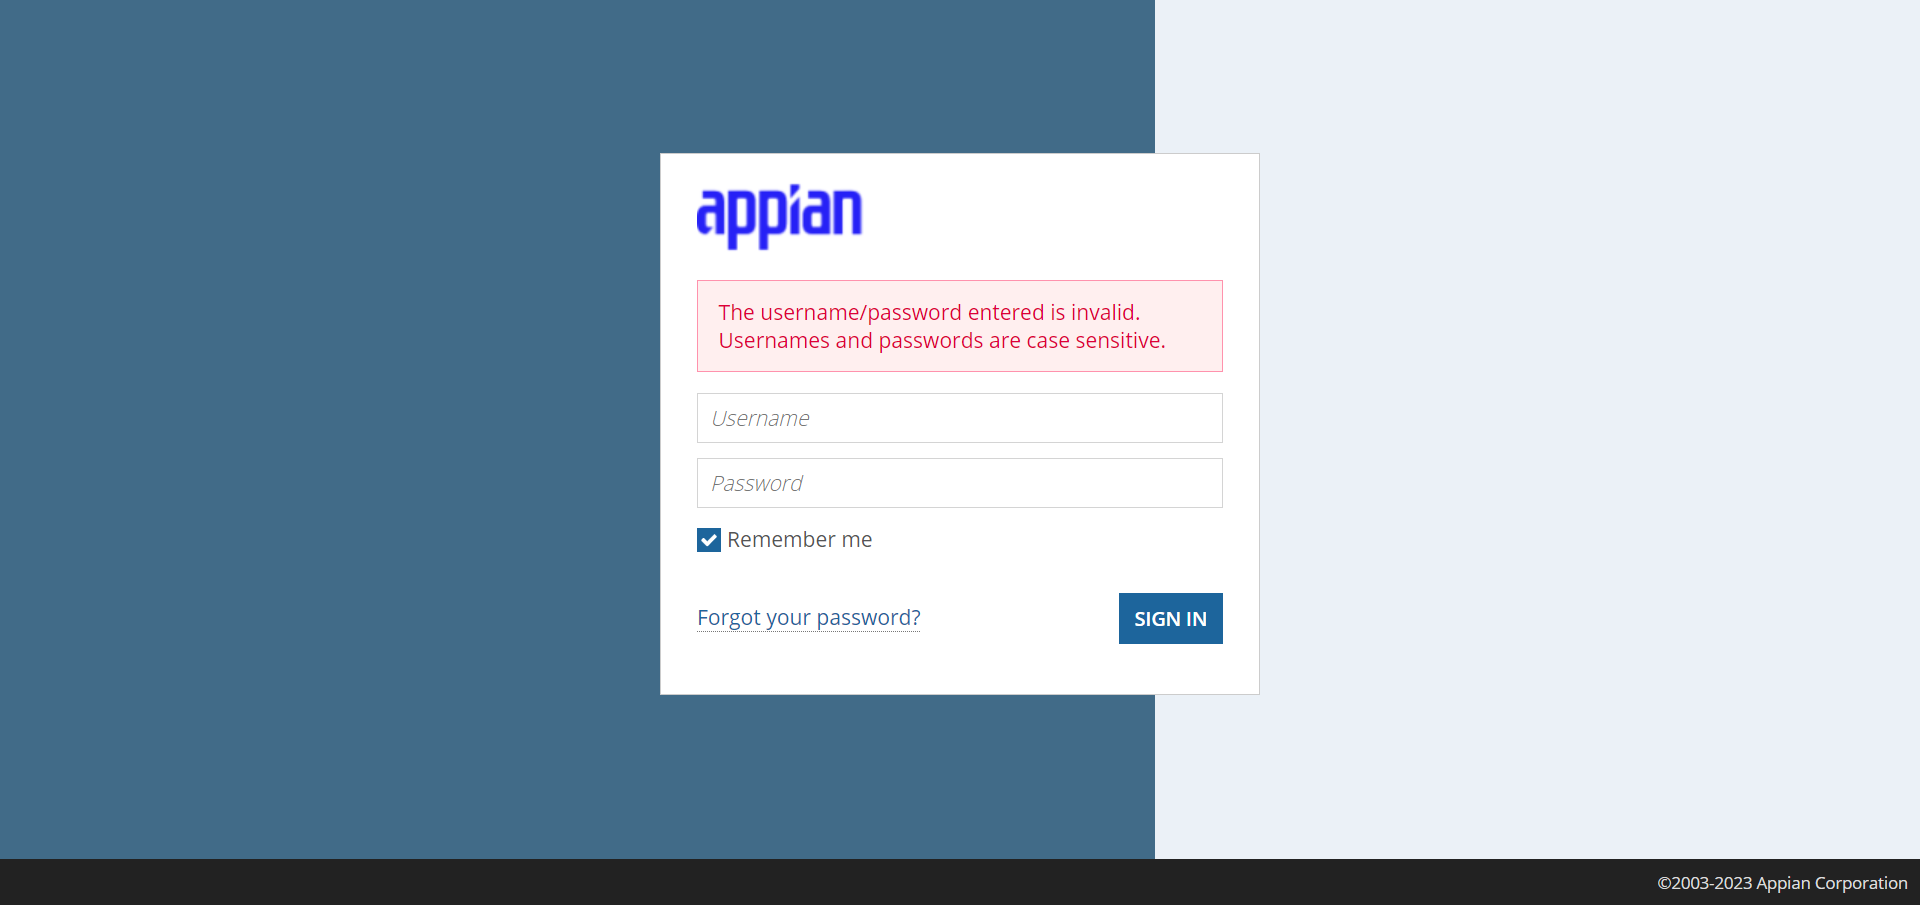 appian
The username/password entered is invalid.
Usernames and passwords are case sensitive.
Username
Password
Remember me
Forgot your password?
SIGN IN
©2003-2023 Appian Corporation